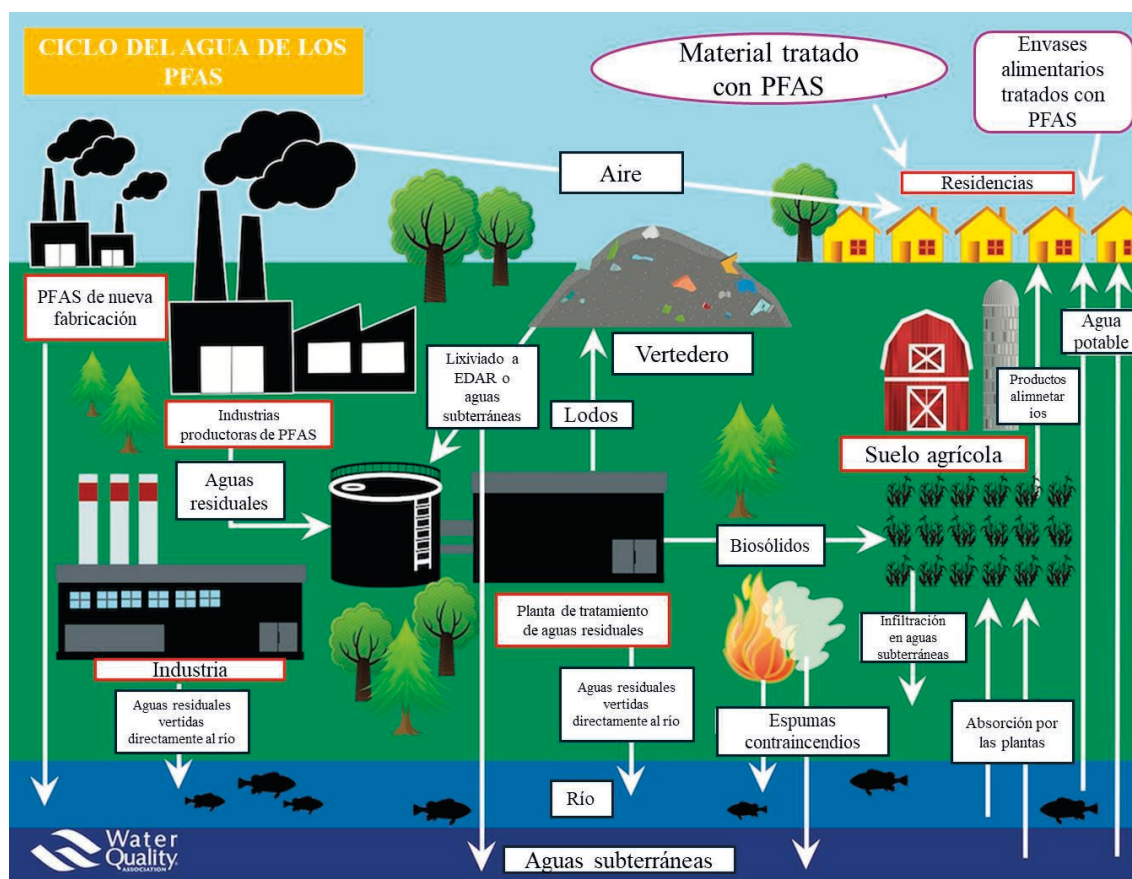 CICLO DEL AGUA DE LOS
PFAS
Material tratado
con PFAS
Envases
alimentarios
tratados con
PFAS
Aire
Residencias
PFAS de nueva
fabricación
Lixiviado a
EDAR o
aguas
subterráneas
Vertedero
Agua
potable
Productos
alimnetar
ios
Industrias
productoras de PFAS
Lodos
Suelo agrícola
Aguas
residuales
Biosólidos
Planta de tratamiento
de aguas residuales
Infiltración
en aguas
subterráneas
Industria
Aguas residuales
vertidas
directamente al río
Aguas residuales
vertidas
directamente al río
Espumas
contraincendios
Absorción por
las plantas
Río
Water
Quality
ASSOCIATION
Aguas subterráneas